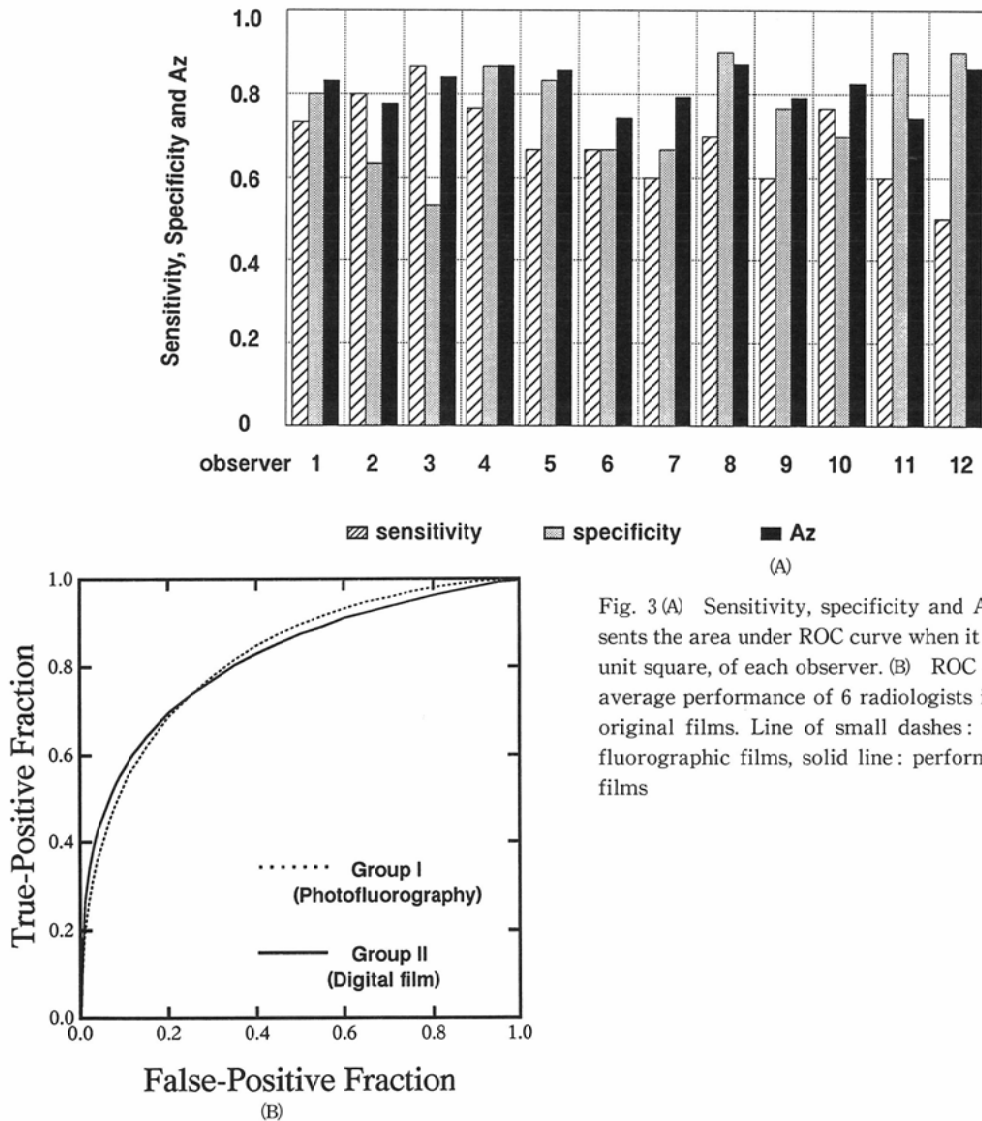 1.0
0.8
0.6
0.4
0.2
0
Sensitivity, Specificity and Az
observer 1 2 3 4 5 6 7 8 9 10 11 12
sensitivity specificity Az
(A)
1.0
0.8
0.6
0.4
0.2
0.0
True-Positive Fraction
Group I
(Photofluorography)
Group II
(Digital film)
0.0 0.2 0.4 0.6 0.8 1.0
False-Positive Fraction
(B)
Fig. 3 (A) Sensitivity, specificity and
sents the area under ROC curve when it
unit square, of each observer. (B) ROC
average performance of 6 radiologists
original films. Line of small dashes:
fluorographic films, solid line: perform
films